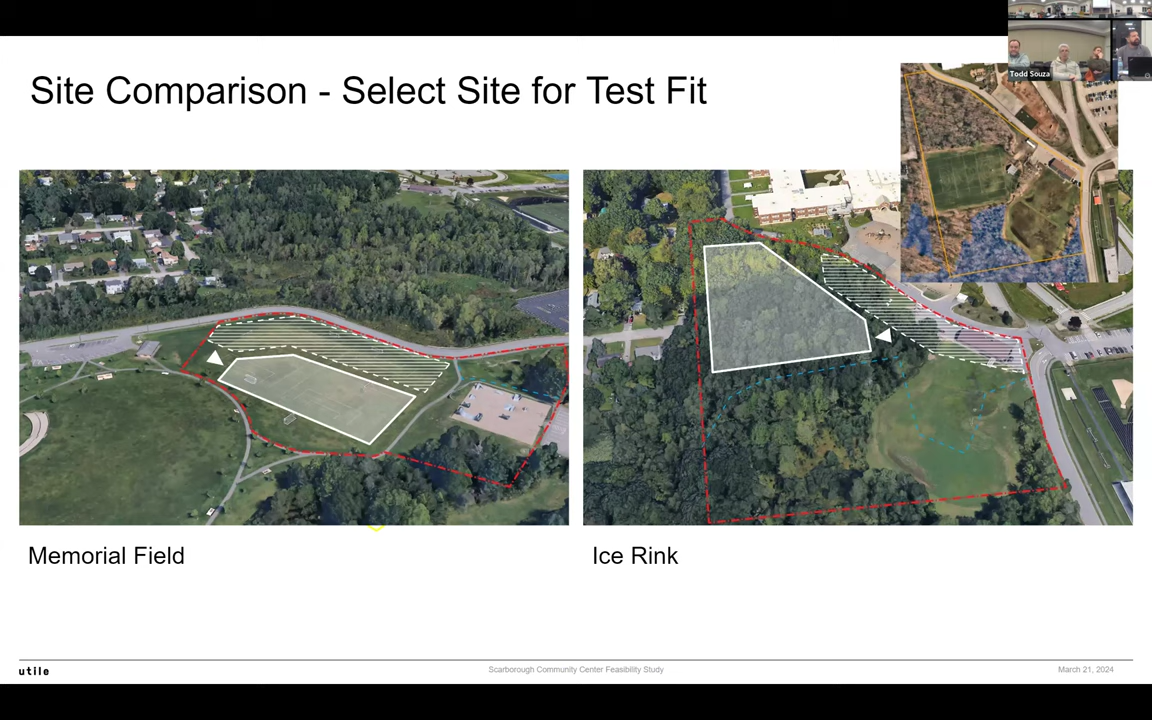 Todd Souza
Site Comparison - Select Site for Test Fit
Memorial Field
Ice Rink
utile
Scarborough Community Center Feasibility Study
March 21, 2024